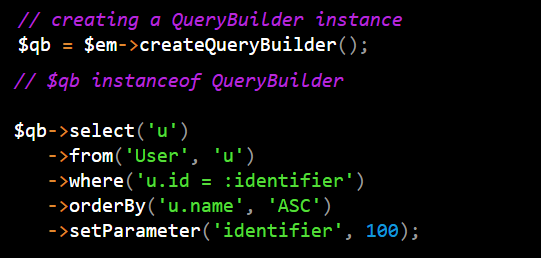 // creating a QueryBuilder instance
$qb = $em->createQueryBuilder();
// $qb instanceof QueryBuilder
$qb->select('u')
->from('User', 'u')
->where('u.id = :identifier')
->orderBy('u.name', 'ASC')
->setParameter('identifier', 100);